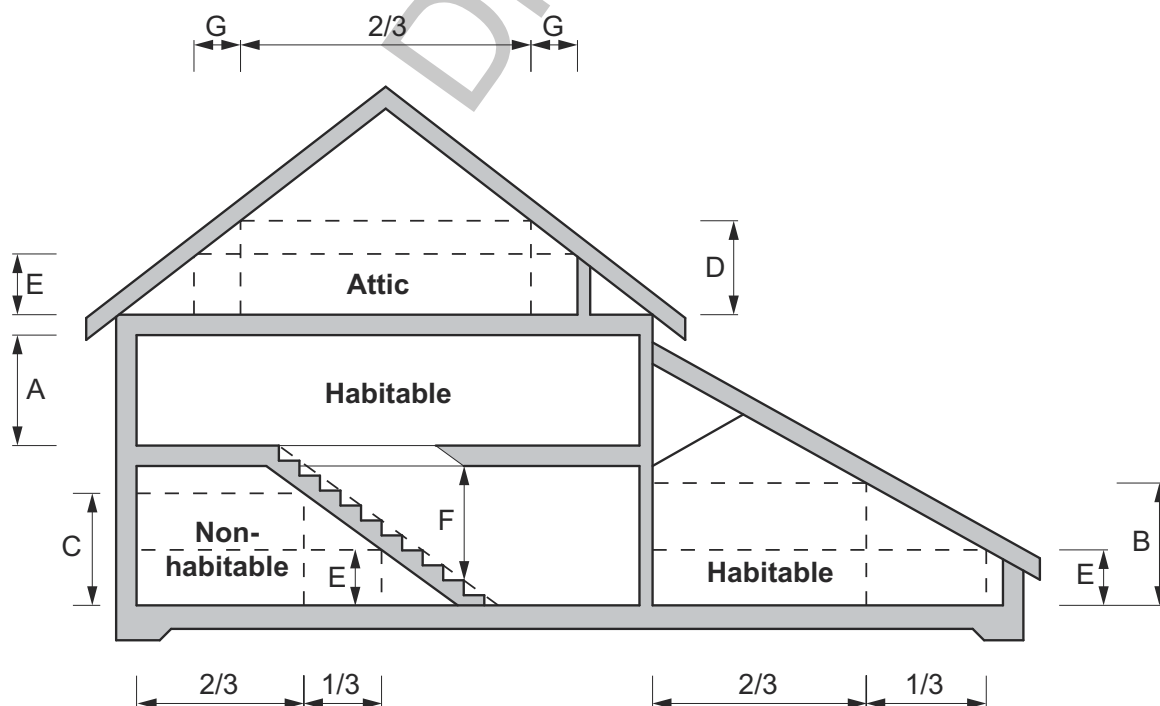 G 2/3 G
D
E
Attic
A
Habitable
C
Non-
habitable
E
F
Habitable
B
E
2/3 1/3 2/3 1/3